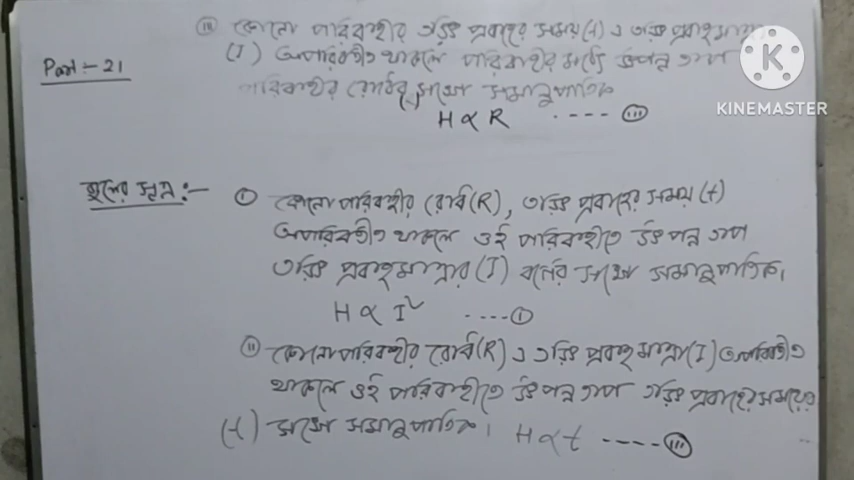 Part :- 21
(iii) কোনো পরিবাহীর তড়িৎ প্রবাহের সময়(t) ও তড়িৎ প্রবাহমাত্রা
(I) অপরিবর্তীত থাকলে পরিবাহীর মধ্যে উৎপন্ন তাপ
পরিবাহীর রোধের সঙ্গে সমানুপাতিক
H ∝ R ---- (iii)
KINEMASTER
জুলের সূত্র :- (i) কোনো পরিবাহীর রোধ(R), তড়িৎ প্রবাহের সময় (t)
অপরিবর্তীত থাকলে ওই পরিবাহীতে উৎপন্ন তাপ
তড়িৎ প্রবাহমাত্রার (I) বর্গের সঙ্গে সমানুপাতিক।
H ∝ I² ----(i)
(ii) কোনো পরিবাহীর রোধ(R) ও তড়িৎ প্রবাহমাত্রা(I) অপরিবর্তীত
থাকলে ওই পরিবাহীতে উৎপন্ন তাপ তড়িৎ প্রবাহের সময়ের
(t) সঙ্গে সমানুপাতিক। H ∝ t ----(iii)